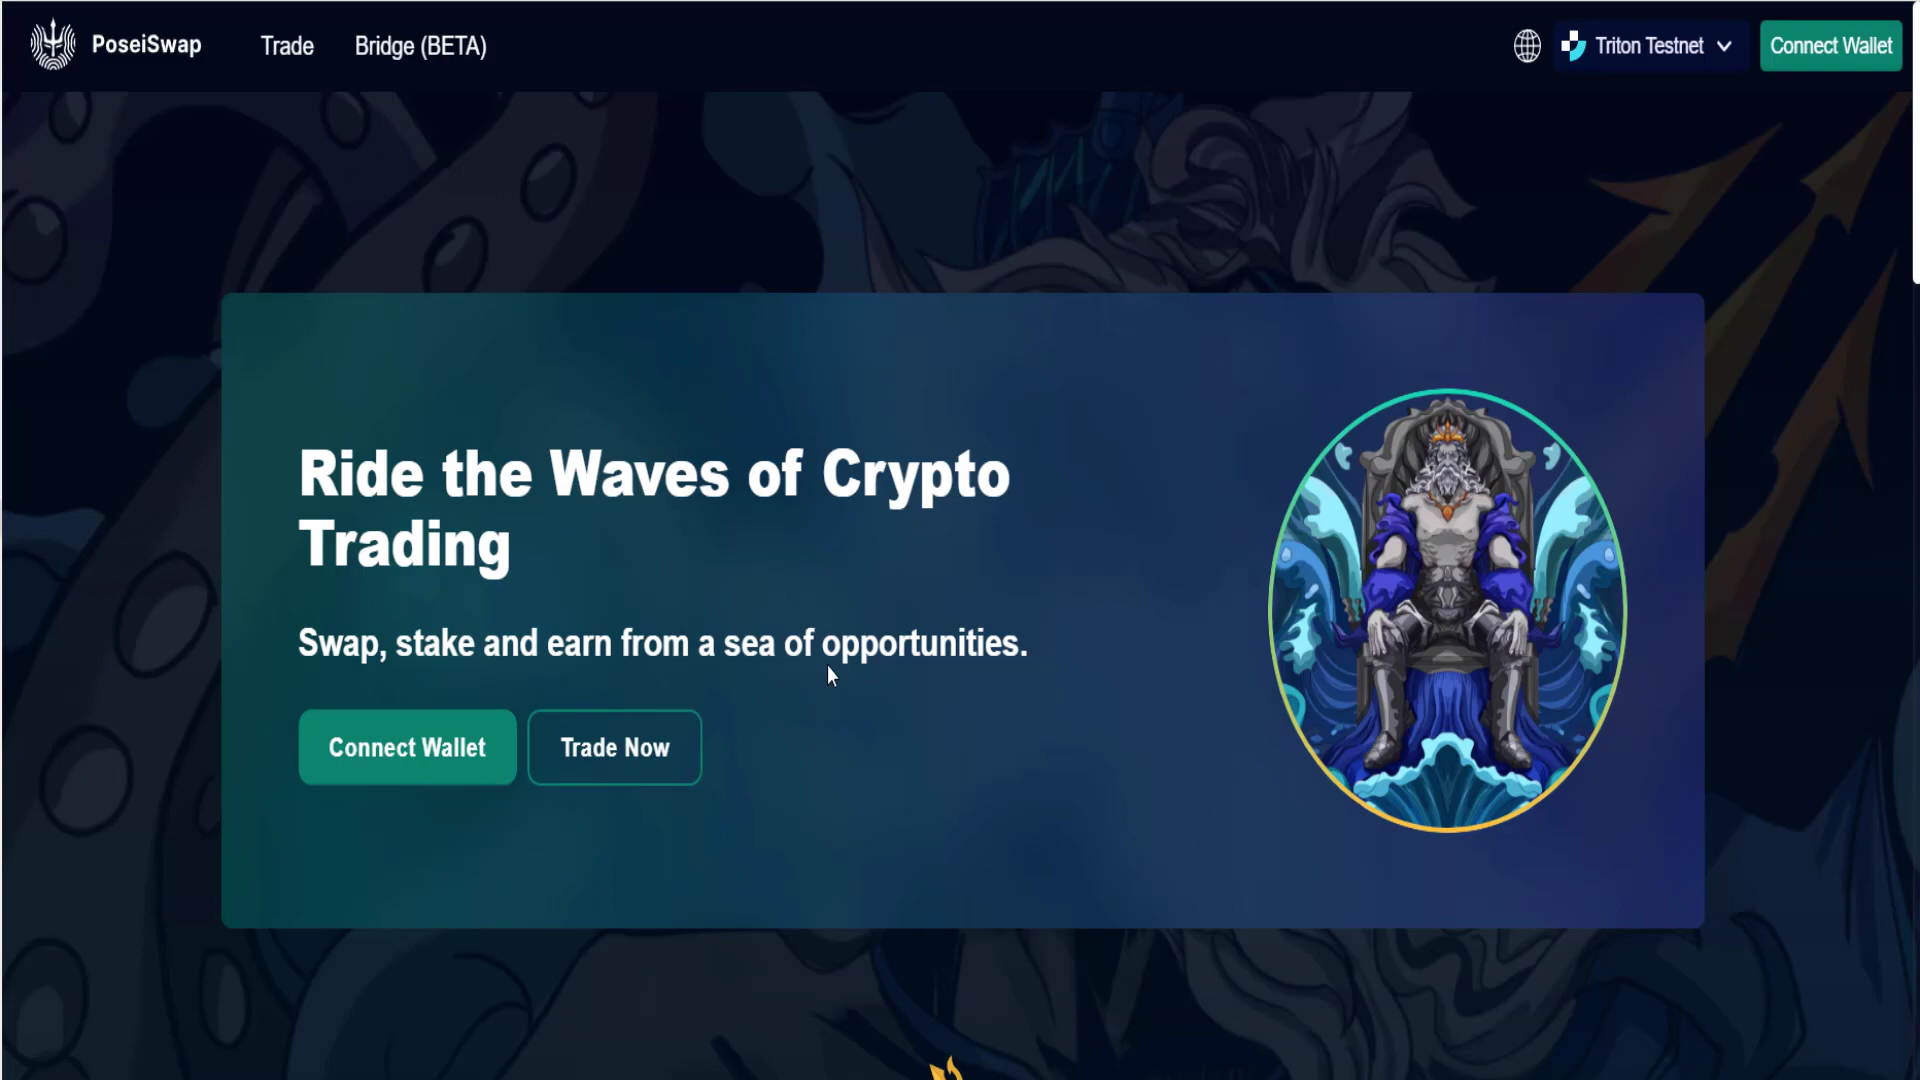 PoseiSwap
Trade
Bridge (BETA)
Triton Testnet
Connect Wallet
Ride the Waves of Crypto
Trading
Swap, stake and earn from a sea of opportunities.
Connect Wallet
Trade Now